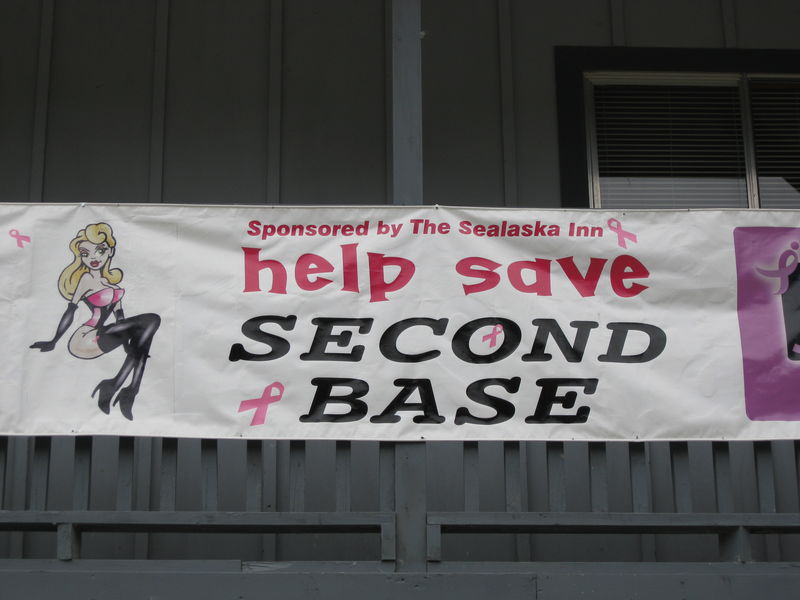 Sponsored by The Sealaska Inn
help save
SECOND
BASE